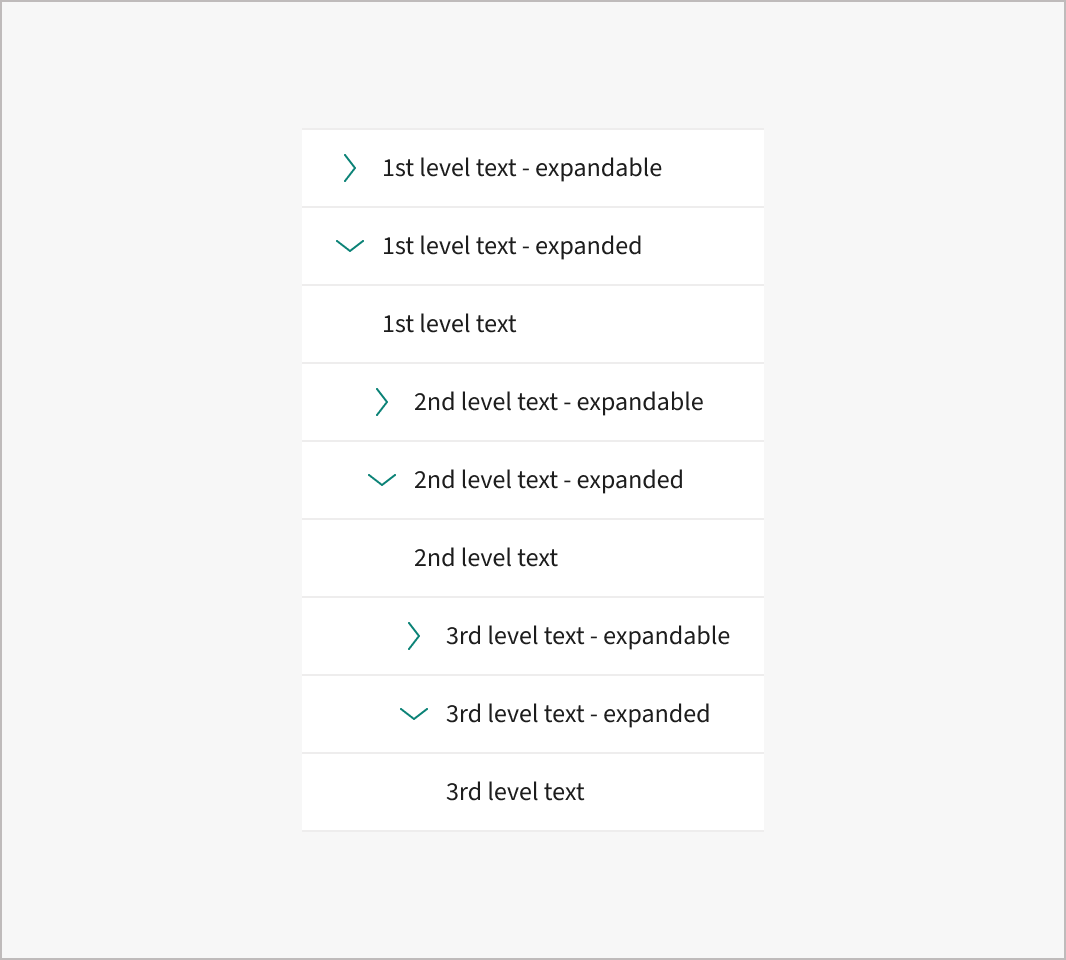 1st level text - expandable
1st level text - expanded
1st level text
2nd level text - expandable
2nd level text - expanded
2nd level text
3rd level text - expandable
3rd level text - expanded
3rd level text